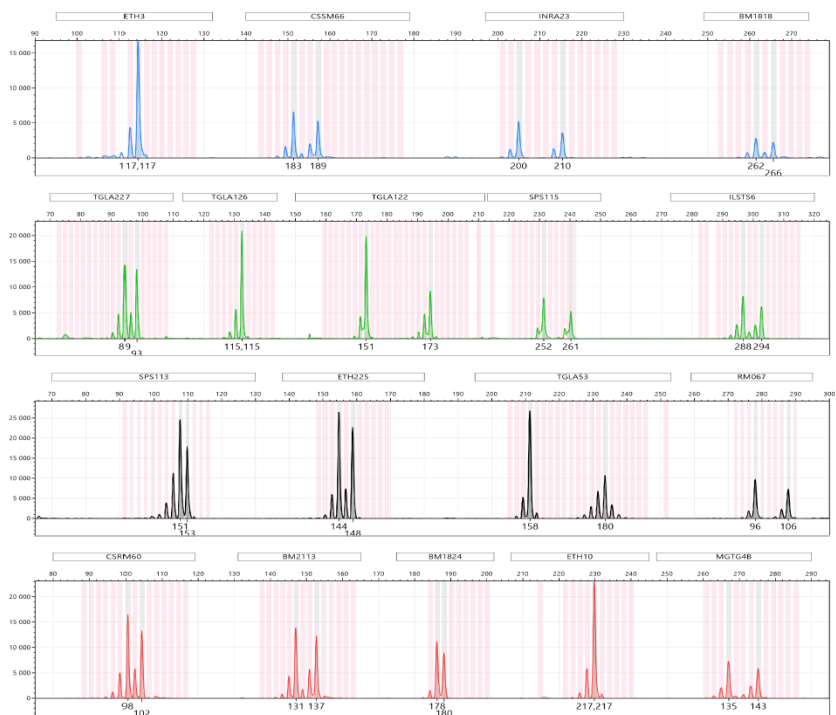 ETH3 CSSM66 INRA23 BM1818
90 100 110 120 130 140 150 160 170 180 190 200 210 220 230 240 250 260 270
15 000
10 000
5 000
0
117,117 183 189 200 210 262 266
TGLA227 TGLA126 TGLA122 SPS115 ILSTS6
70 80 90 100 110 120 130 140 150 160 170 180 190 200 210 220 230 240 250 260 270 280 290 300 310 320
20 000
15 000
10 000
5 000
0
89 93 115,115 151 173 252 261 288 294
SPS113 ETH225 TGLA53 RM067
70 80 90 100 110 120 130 140 150 160 170 180 190 200 210 220 230 240 250 260 270 280 290 300
25 000
20 000
15 000
10 000
5 000
0
151 153 144 148 158 180 96 106
CSRM60 BM2113 BM1824 ETH10 MGTG4B
80 90 100 110 120 130 140 150 160 170 180 190 200 210 220 230 240 250 260 270 280 290
20 000
15 000
10 000
5 000
0
98 102 131 137 178 180 217,217 135 143